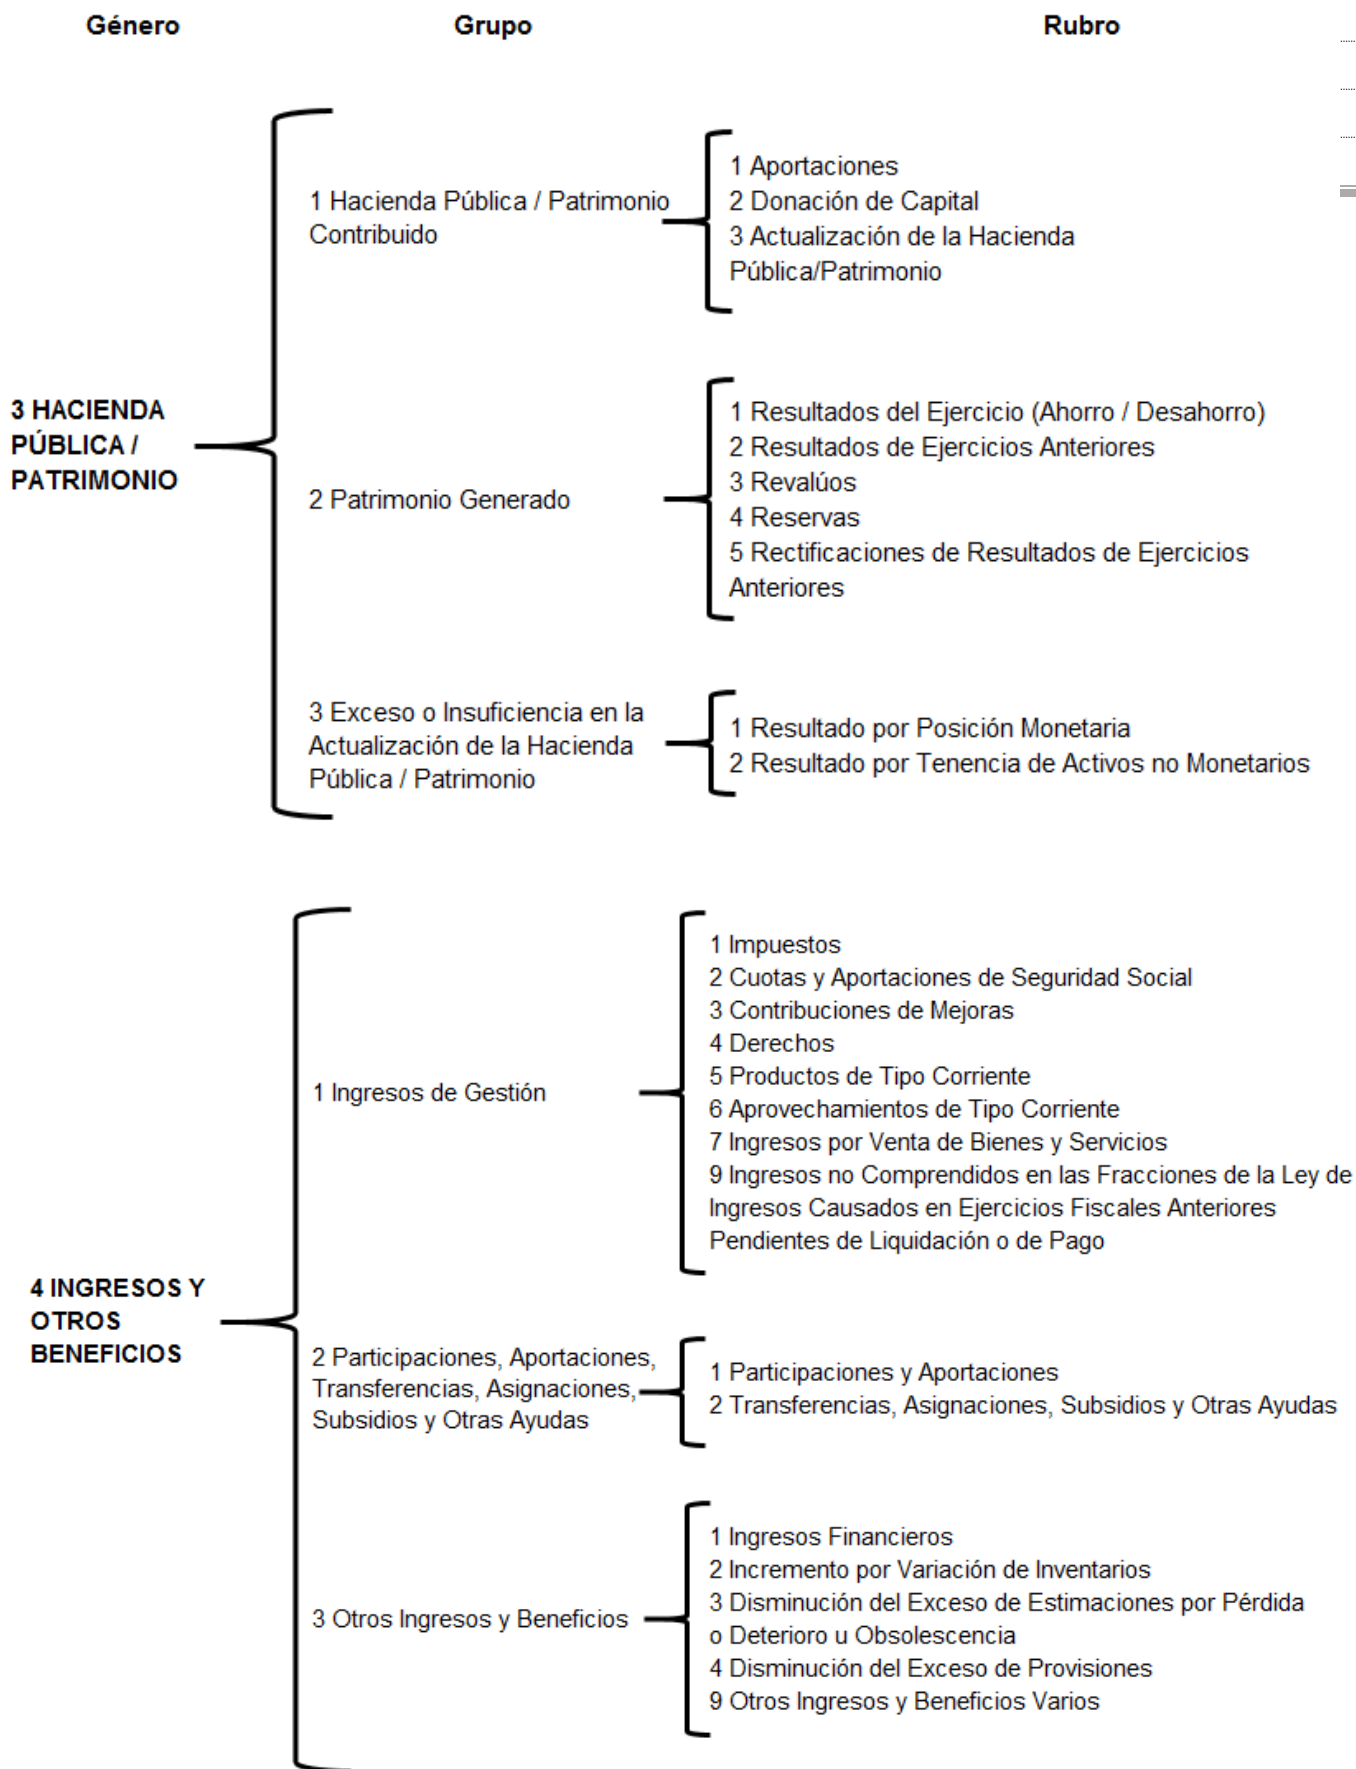 Género
Grupo
Rubro
3 HACIENDA
PÚBLICA /
PATRIMONIO
1 Hacienda Pública / Patrimonio
Contribuido
1 Aportaciones
2 Donación de Capital
3 Actualización de la Hacienda
Pública/Patrimonio
2 Patrimonio Generado
1 Resultados del Ejercicio (Ahorro / Desahorro)
2 Resultados de Ejercicios Anteriores
3 Revalúos
4 Reservas
5 Rectificaciones de Resultados de Ejercicios
Anteriores
3 Exceso o Insuficiencia en la
Actualización de la Hacienda
Pública / Patrimonio
1 Resultado por Posición Monetaria
2 Resultado por Tenencia de Activos no Monetarios
4 INGRESOS Y
OTROS
BENEFICIOS
1 Ingresos de Gestión
1 Impuestos
2 Cuotas y Aportaciones de Seguridad Social
3 Contribuciones de Mejoras
4 Derechos
5 Productos de Tipo Corriente
6 Aprovechamientos de Tipo Corriente
7 Ingresos por Venta de Bienes y Servicios
9 Ingresos no Comprendidos en las Fracciones de la Ley de
Ingresos Causados en Ejercicios Fiscales Anteriores
Pendientes de Liquidación o de Pago
2 Participaciones, Aportaciones,
Transferencias, Asignaciones,
Subsidios y Otras Ayudas
1 Participaciones y Aportaciones
2 Transferencias, Asignaciones, Subsidios y Otras Ayudas
3 Otros Ingresos y Beneficios
1 Ingresos Financieros
2 Incremento por Variación de Inventarios
3 Disminución del Exceso de Estimaciones por Pérdida
o Deterioro u Obsolescencia
4 Disminución del Exceso de Provisiones
9 Otros Ingresos y Beneficios Varios